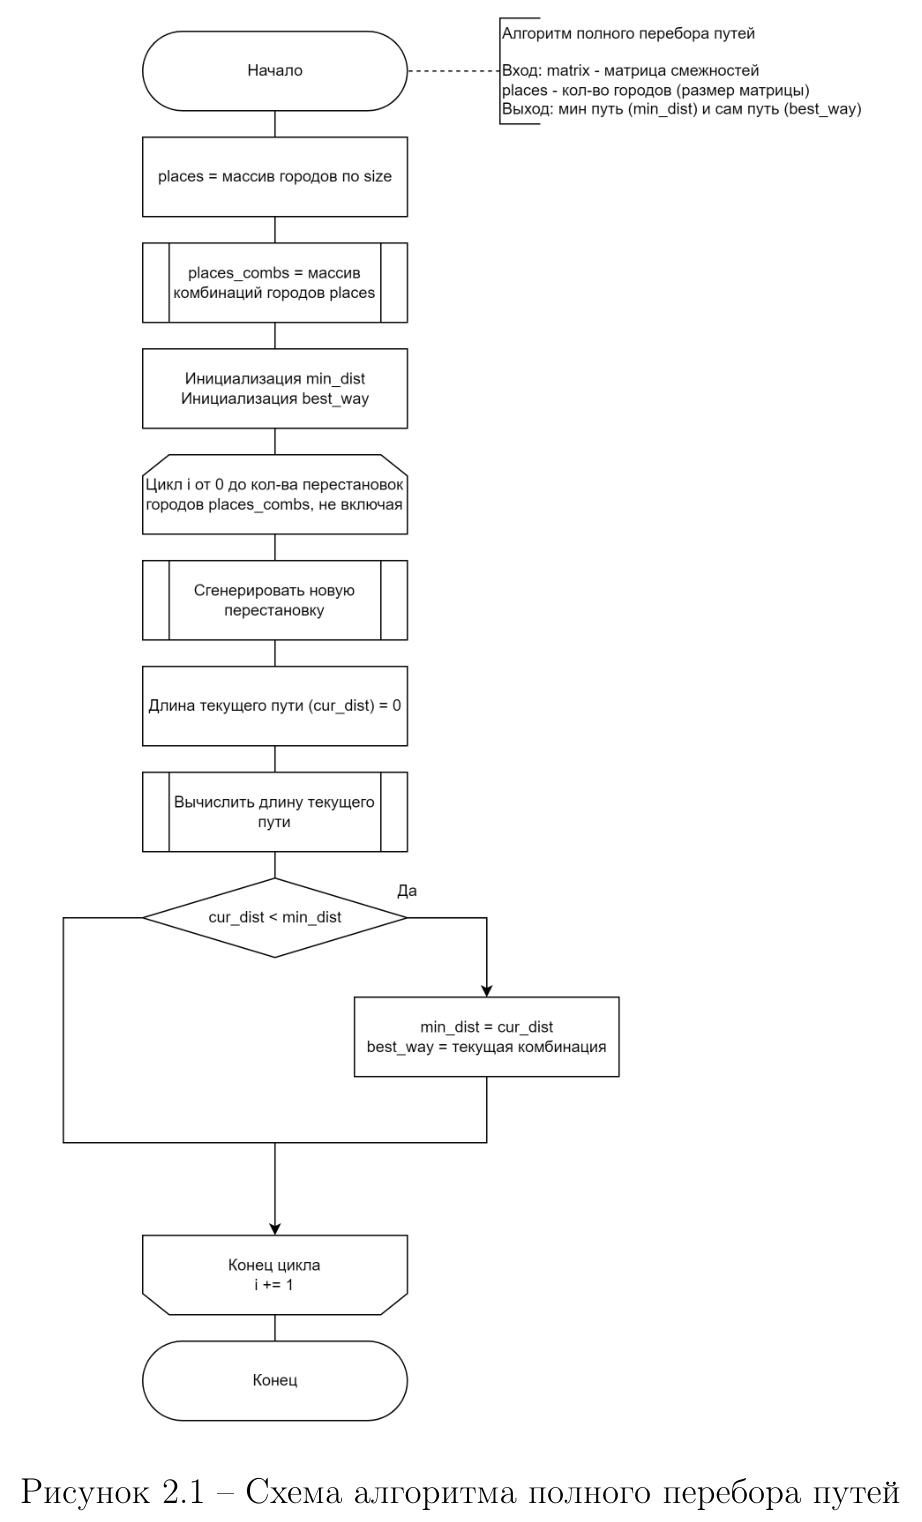 Начало
Алгоритм полного перебора путей
Вход: matrix - матрица смежностей
places - кол-во городов (размер матрицы)
Выход: мин путь (min_dist) и сам путь (best_way)
places = массив городов по size
places_combs = массив
комбинаций городов places
Инициализация min_dist
Инициализация best_way
Цикл i от 0 до кол-ва перестановок
городов places_combs, не включая
Сгенерировать новую
перестановку
Длина текущего пути (cur_dist) = 0
Вычислить длину текущего
пути
Да
cur_dist < min_dist
min_dist = cur_dist
best_way = текущая комбинация
Конец цикла
i += 1
Конец
Рисунок 2.1 – Схема алгоритма полного перебора путей